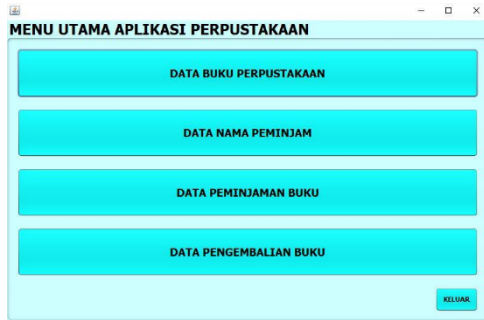 MENU UTAMA APLIKASI PERPUSTAKAAN
DATA BUKU PERPUSTAKAAN
DATA NAMA PEMINJAM
DATA PEMINJAMAN BUKU
DATA PENGEMBALIAN BUKU
KELUAR